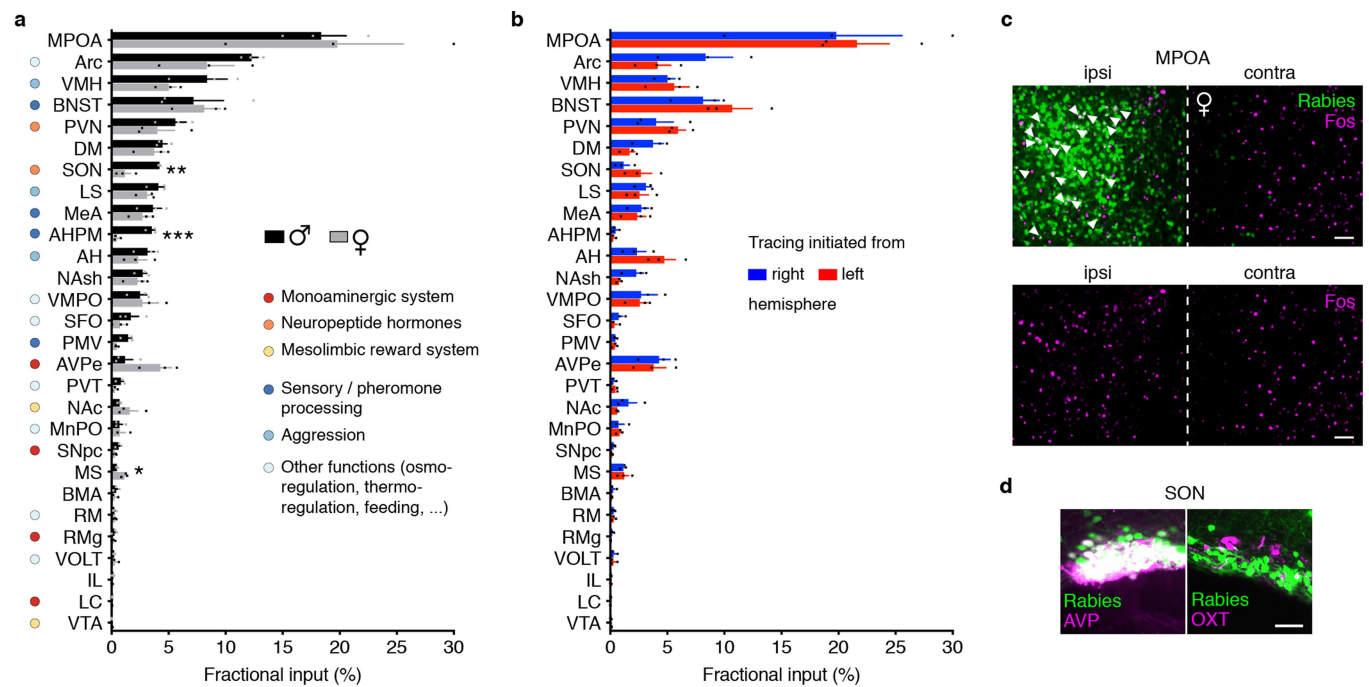 a
MPOA
Arc
VMH
BNST
PVN
DM
SON
**
LS
MeA
AHPM
***
AH
NAsh
VMPO
SFO
PMV
AVPe
PVT
NAc
MnPO
SNpc
MS
*
BMA
RM
RMg
VOLT
IL
LC
VTA
0 5 10 15 20 25 30
Fractional input (%)
♂ ♀
Monoaminergic system
Neuropeptide hormones
Mesolimbic reward system
Sensory / pheromone
processing
Aggression
Other functions (osmo-
regulation, thermo-
regulation, feeding, ...)
b
MPOA
Arc
VMH
BNST
PVN
DM
SON
LS
MeA
AHPM
AH
NAsh
VMPO
SFO
PMV
AVPe
PVT
NAc
MnPO
SNpc
MS
BMA
RM
RMg
VOLT
IL
LC
VTA
0 5 10 15 20 25 30
Fractional input (%)
Tracing initiated from
right left
hemisphere
c
MPOA
ipsi contra
♀
Rabies
Fos
ipsi contra
Fos
d
SON
Rabies
AVP
Rabies
OXT